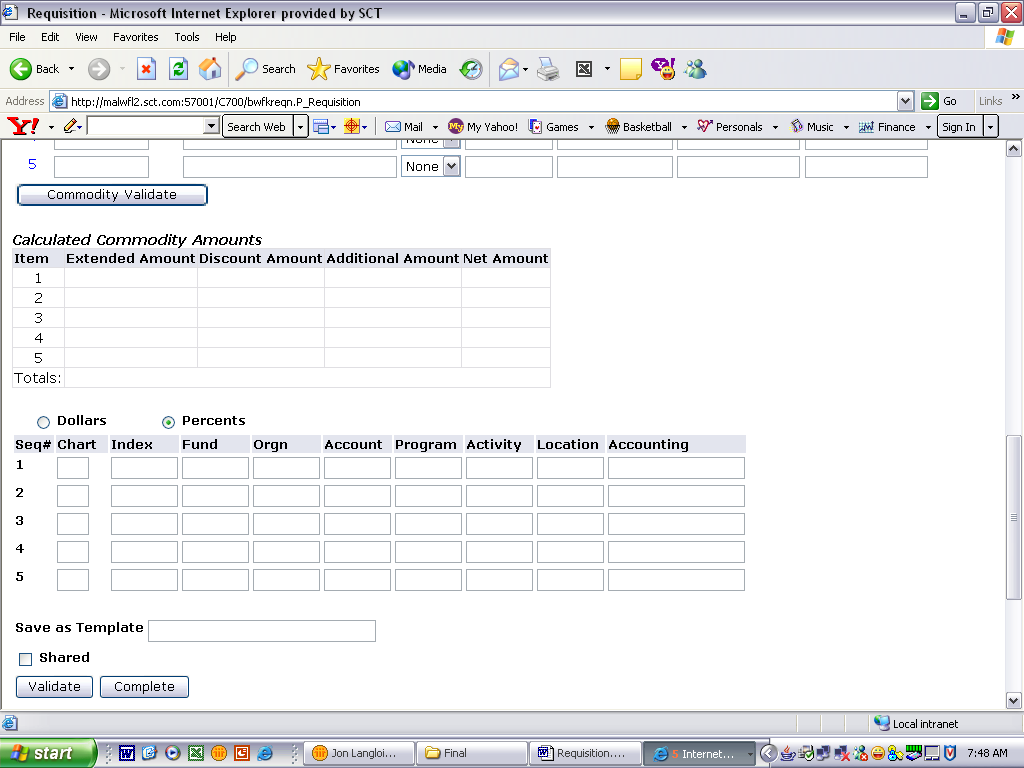 Requisition - Microsoft Internet Explorer provided by SCT
File Edit View Favorites Tools Help
Back Search Favorites Media
Address http://malwfl2.sct.com:57001/C700/bwfkreqn.P_Requisition Go Links »
Y! Search Web Mail My Yahoo! Games Basketball Personals Music Finance Sign In
None
5 None
Commodity Validate
Calculated Commodity Amounts
Item Extended Amount Discount Amount Additional Amount Net Amount
1
2
3
4
5
Totals:
Dollars Percents
Seq# Chart Index Fund Orgn Account Program Activity Location Accounting
1
2
3
4
5
Save as Template
Shared
Validate Complete
Local intranet
start Jon Langloi... Final Requisition.... 5 Internet... 7:48 AM